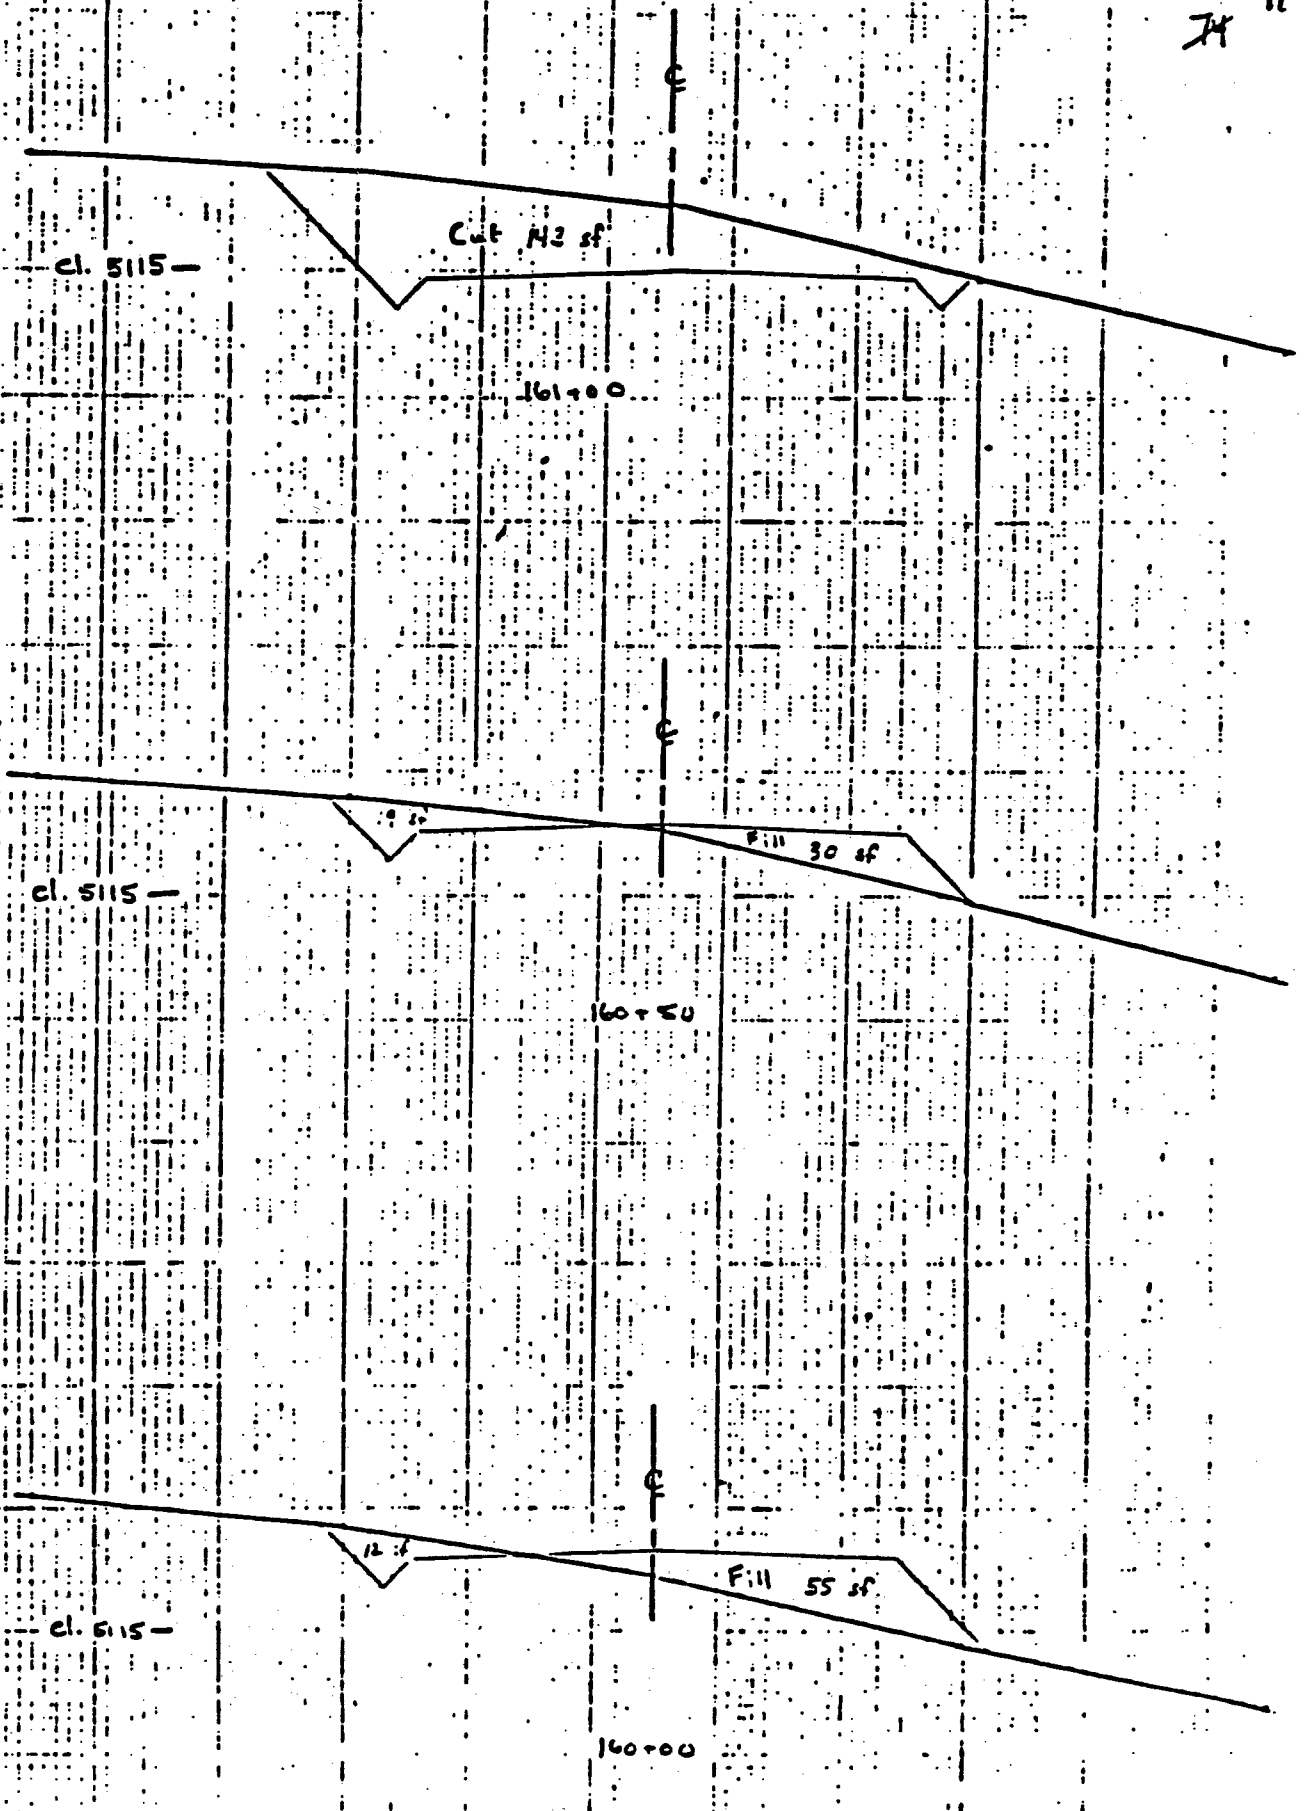 74
℄
Cut 142 sf
el. 5115 —
161+00
℄
sf
Fill 30 sf
el. 5115 —
160+50
℄
12 sf
Fill 55 sf
el. 5115 —
160+00